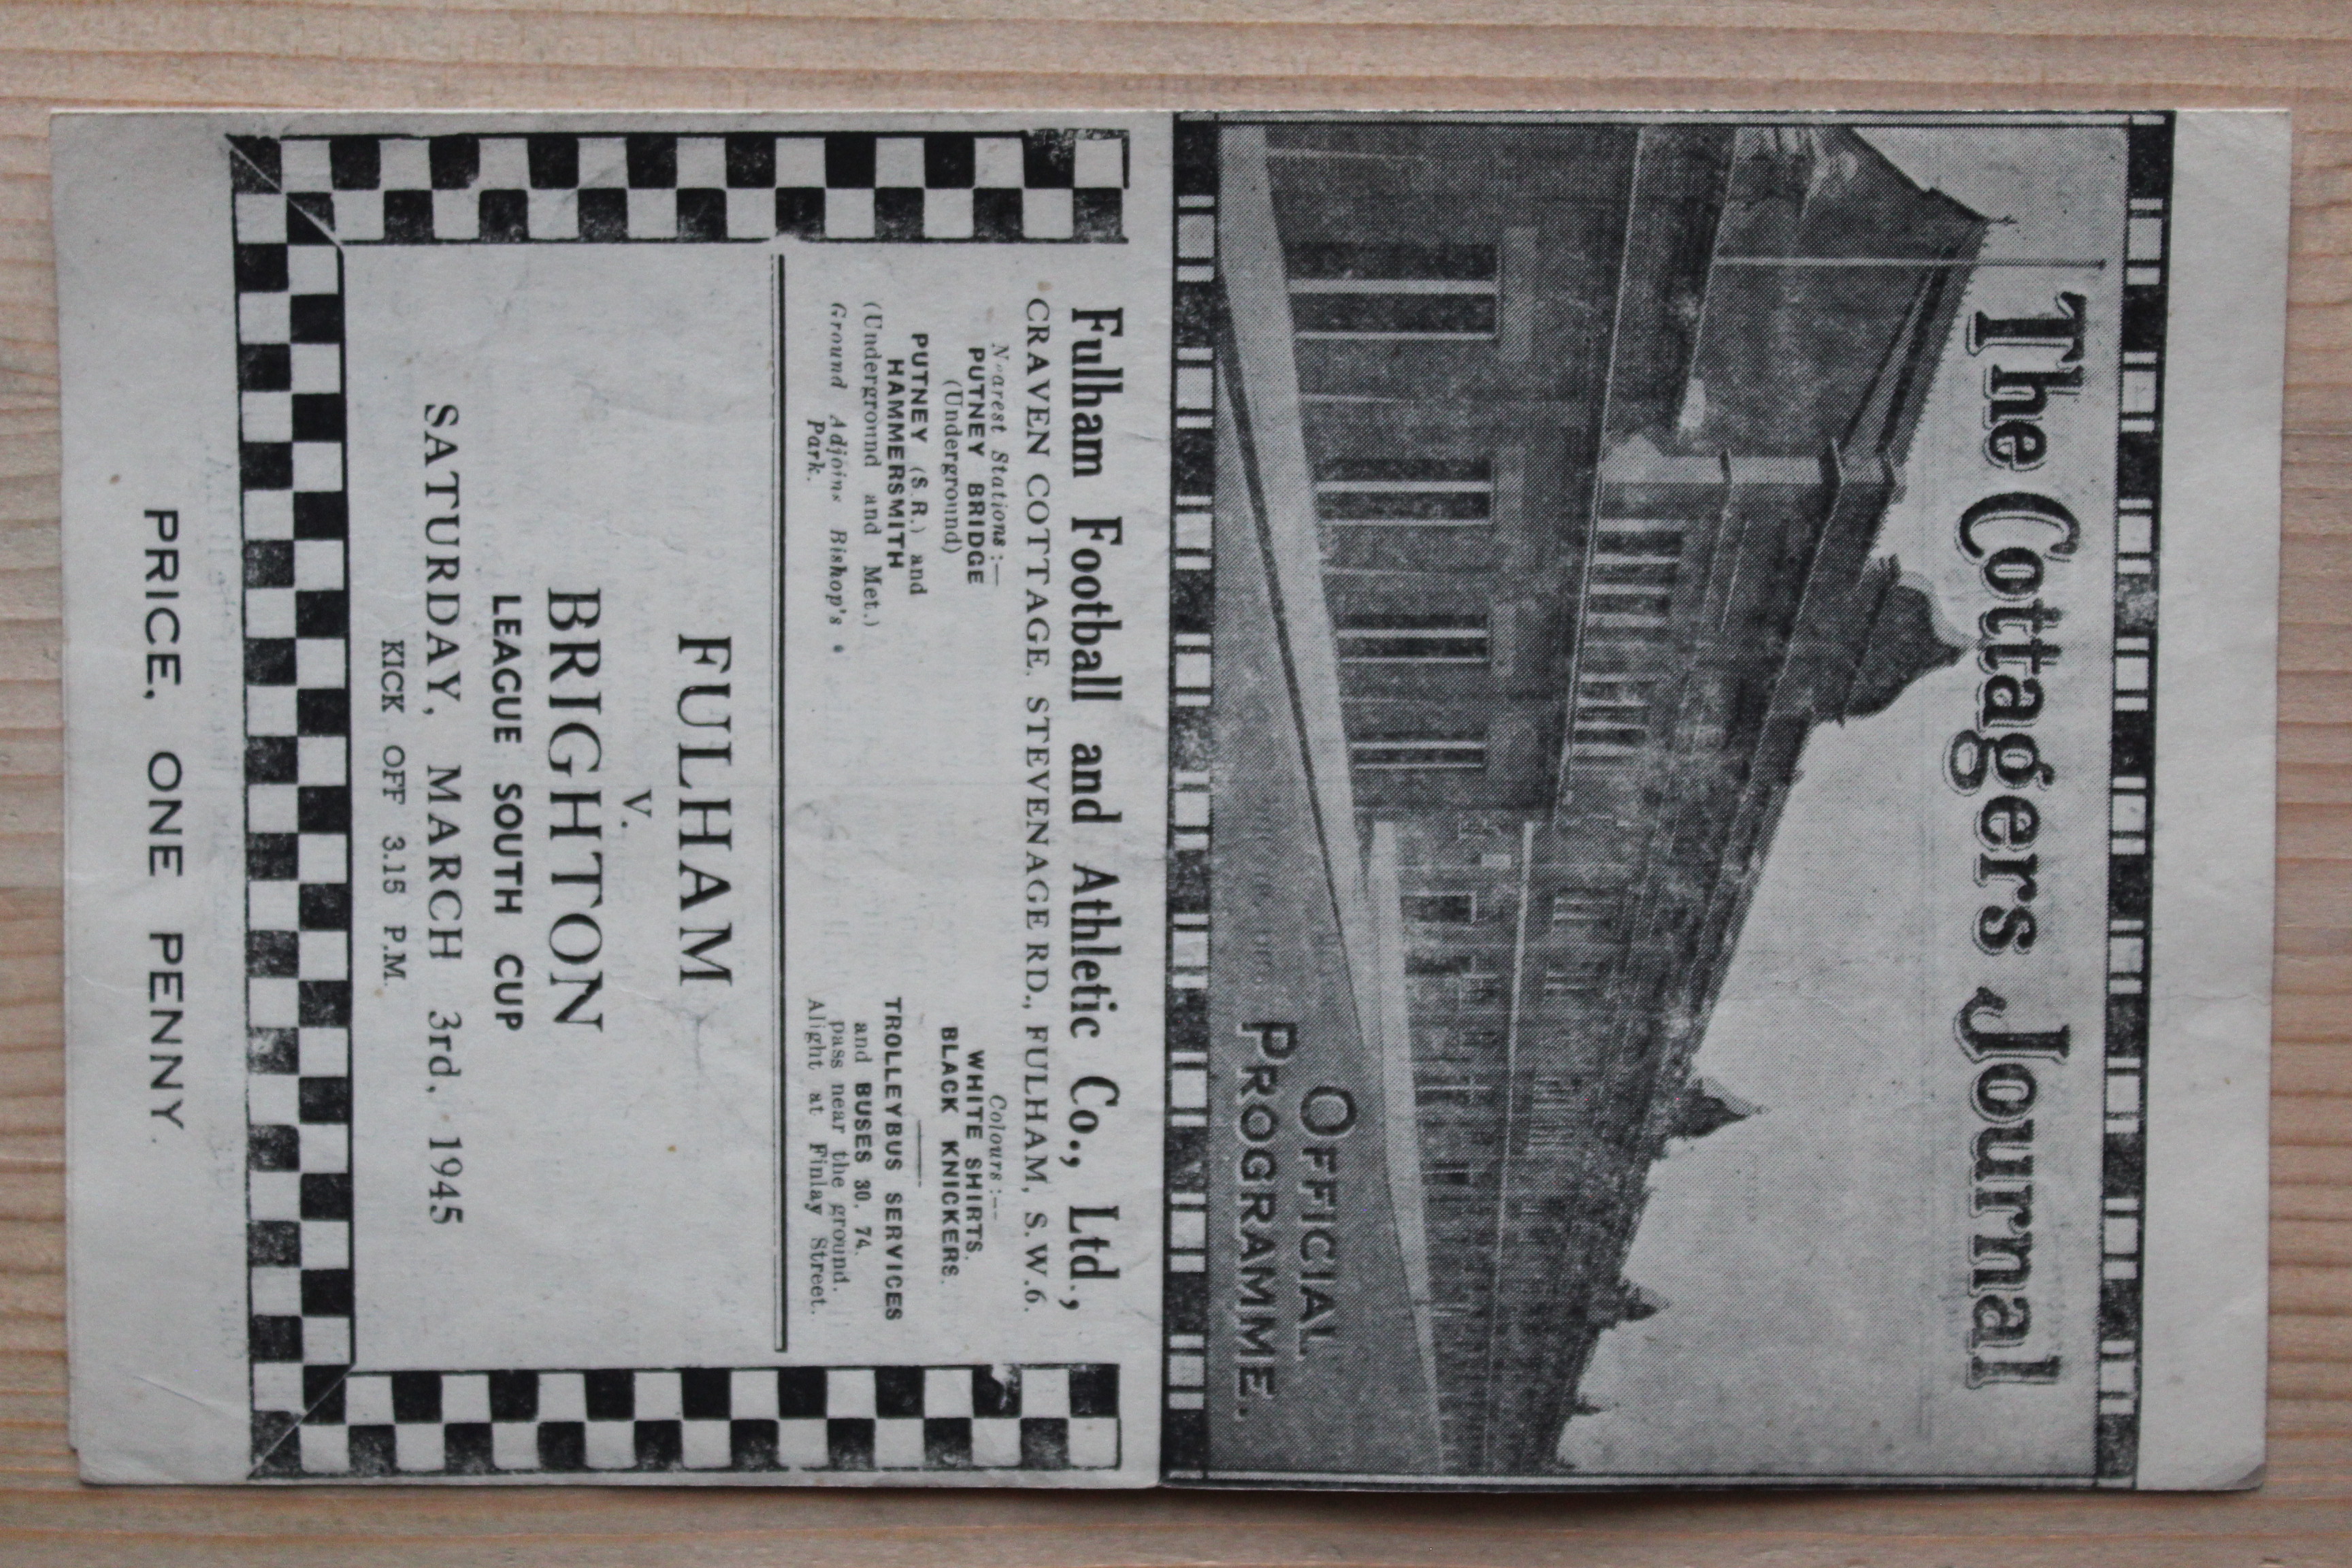 The Cottagers Journal
OFFICIAL
PROGRAMME.
Fulham Football and Athletic Co., Ltd.,
CRAVEN COTTAGE, STEVENAGE RD., FULHAM, S.W.6.
Nearest Stations:—
PUTNEY BRIDGE
(Underground)
PUTNEY (S.R.) and
HAMMERSMITH
(Underground and Met.)
Ground Adjoins Bishop's
Park.
Colours:—
WHITE SHIRTS.
BLACK KNICKERS.
TROLLEYBUS SERVICES
and BUSES 30. 74.
pass near the ground.
Alight at Finlay Street.
FULHAM
V.
BRIGHTON
LEAGUE SOUTH CUP
SATURDAY, MARCH 3rd, 1945
KICK OFF 3.15 P.M.
PRICE, ONE PENNY.